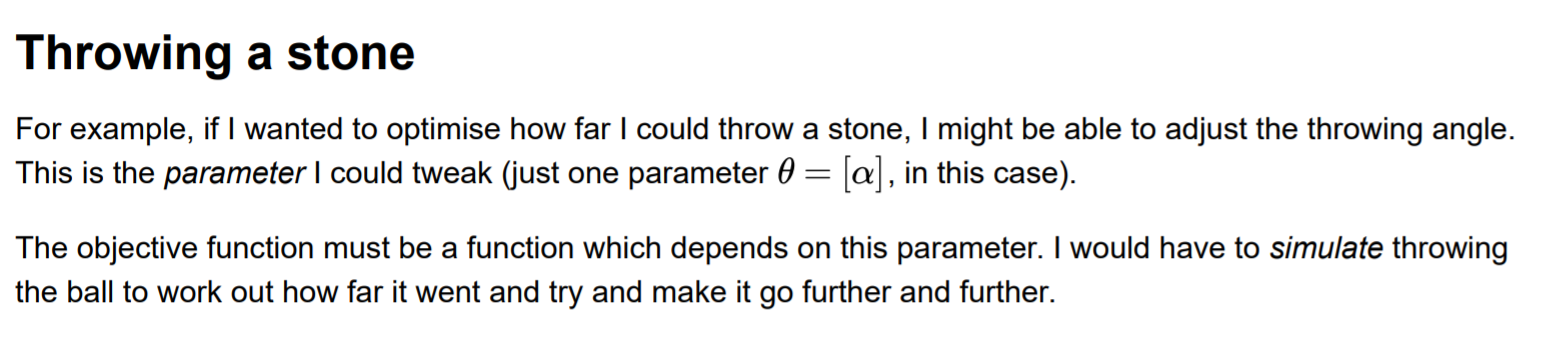 Throwing a stone
For example, if I wanted to optimise how far I could throw a stone, I might be able to adjust the throwing angle.
This is the parameter I could tweak (just one parameter θ = [α], in this case).
The objective function must be a function which depends on this parameter. I would have to simulate throwing
the ball to work out how far it went and try and make it go further and further.